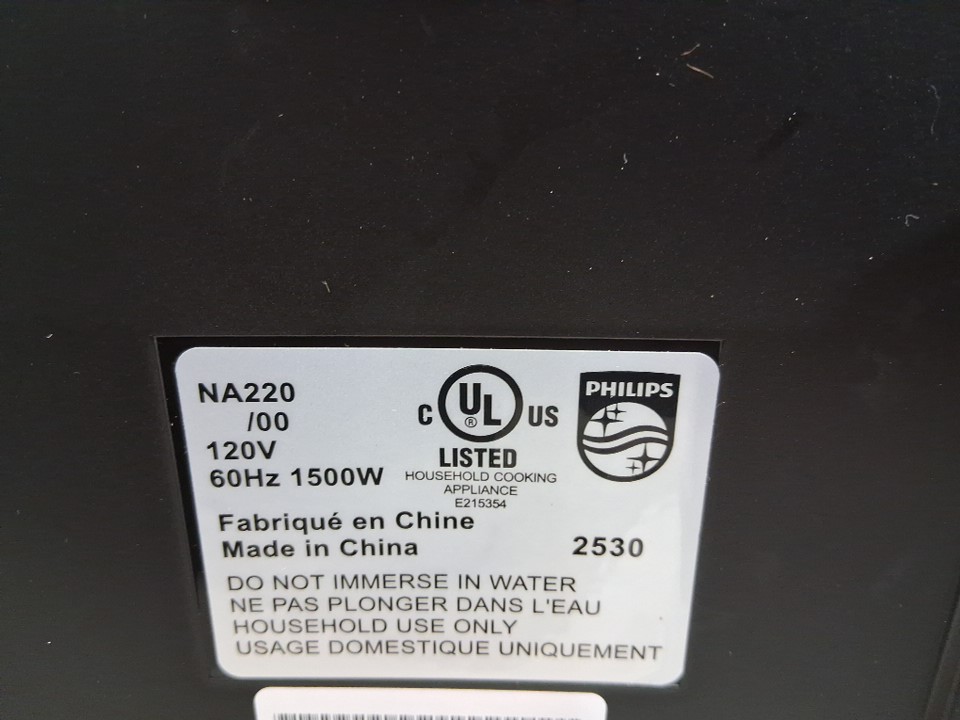 NA220
/00
120V
60Hz 1500W
C UL ® US
LISTED
HOUSEHOLD COOKING
APPLIANCE
E215354
PHILIPS
Fabriqué en Chine
Made in China
2530
DO NOT IMMERSE IN WATER
NE PAS PLONGER DANS L'EAU
HOUSEHOLD USE ONLY
USAGE DOMESTIQUE UNIQUEMENT